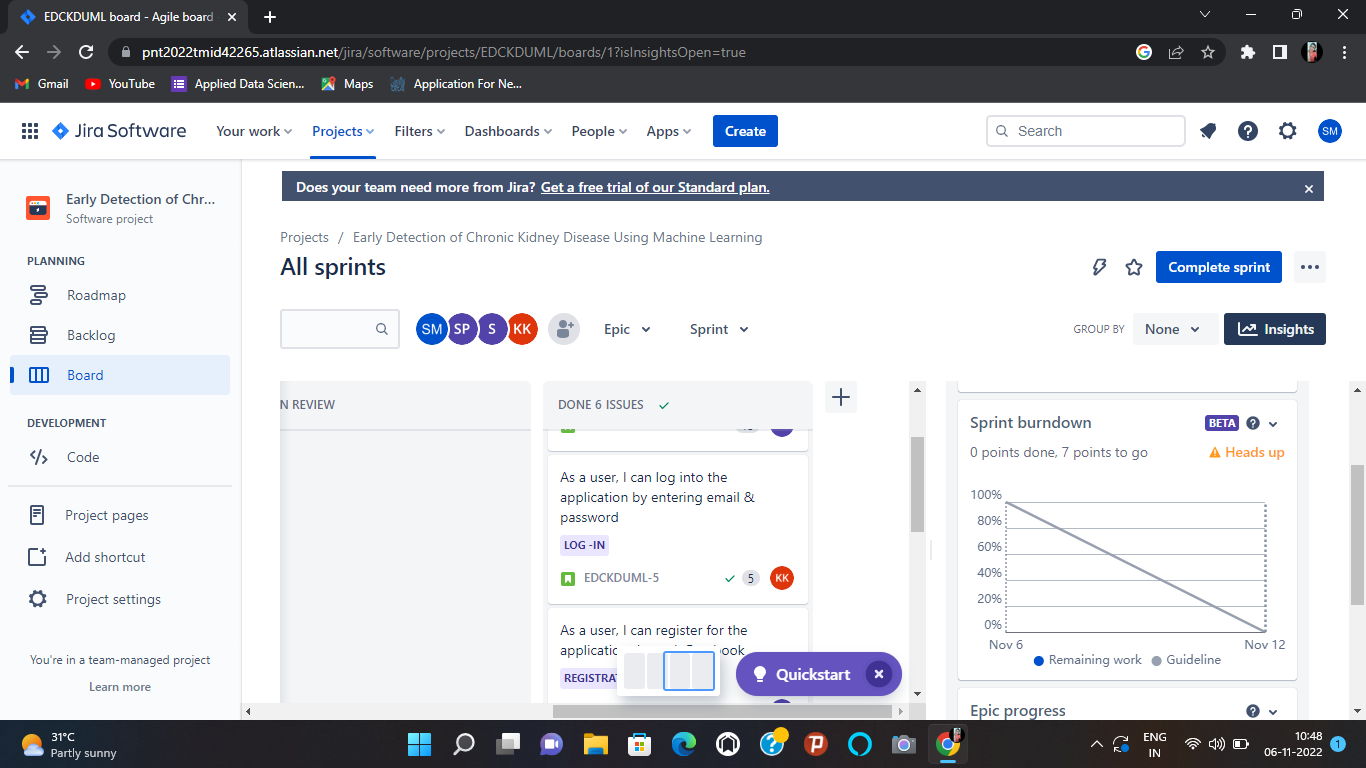 EDCKDUML board - Agile board
pnt2022tmid42265.atlassian.net/jira/software/projects/EDCKDUML/boards/1?isInsightsOpen=true
Gmail YouTube Applied Data Scien... Maps Application For Ne...
Jira Software Your work Projects Filters Dashboards People Apps Create Search SM
Early Detection of Chr...
Software project
PLANNING
Roadmap
Backlog
Board
DEVELOPMENT
Code
Project pages
Add shortcut
Project settings
You're in a team-managed project
Learn more
Does your team need more from Jira? Get a free trial of our Standard plan.
Projects / Early Detection of Chronic Kidney Disease Using Machine Learning
All sprints
Complete sprint
SM SP S KK Epic Sprint GROUP BY None Insights
N REVIEW
DONE 6 ISSUES
As a user, I can log into the
application by entering email &
password
LOG -IN
EDCKDUML-5 5 KK
As a user, I can register for the
REGISTRA
Quickstart
Sprint burndown BETA
0 points done, 7 points to go Heads up
100%
80%
60%
40%
20%
0%
Nov 6 Nov 12
Remaining work Guideline
Epic progress
31°C
Partly sunny
ENG
IN
10:48
06-11-2022
1